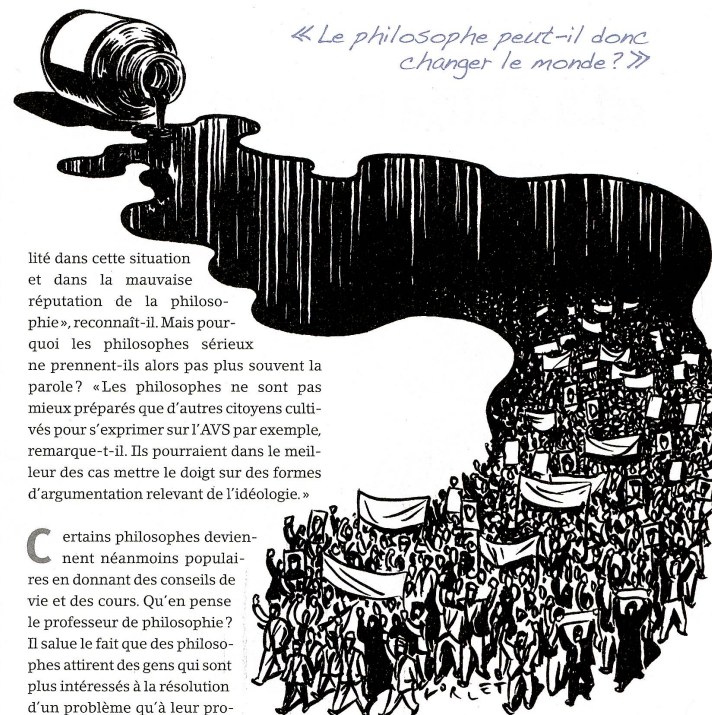 « Le philosophe peut-il donc
changer le monde ? »
lité dans cette situation
et dans la mauvaise
réputation de la philoso-
phie», reconnaît-il. Mais pour-
quoi les philosophes sérieux
ne prennent-ils alors pas plus souvent la
parole? «Les philosophes ne sont pas
mieux préparés que d'autres citoyens culti-
vés pour s'exprimer sur l'AVS par exemple,
remarque-t-il. Ils pourraient dans le meil-
leur des cas mettre le doigt sur des formes
d'argumentation relevant de l'idéologie.»
Certains philosophes devien-
nent néanmoins populai-
res en donnant des conseils de
vie et des cours. Qu'en pense
le professeur de philosophie?
Il salue le fait que des philoso-
phes attirent des gens qui sont
plus intéressés à la résolution
d'un problème qu'à leur pro-
LORLET